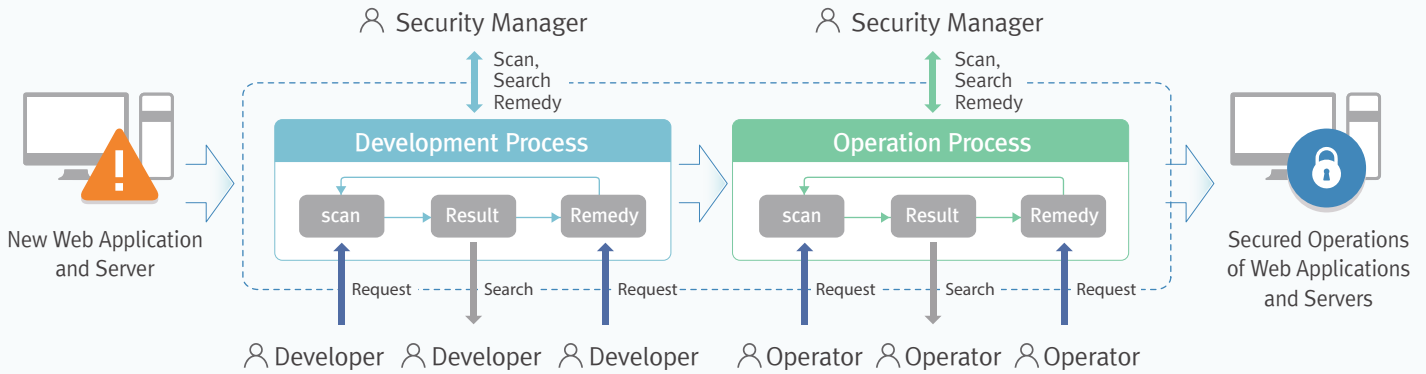 Security Manager
Scan,
Search
Remedy
Security Manager
Scan,
Search
Remedy
New Web Application
and Server
Development Process
scan
Result
Remedy
Request
Search
Request
Developer
Developer
Developer
Operation Process
scan
Result
Remedy
Request
Search
Request
Operator
Operator
Operator
Secured Operations
of Web Applications
and Servers